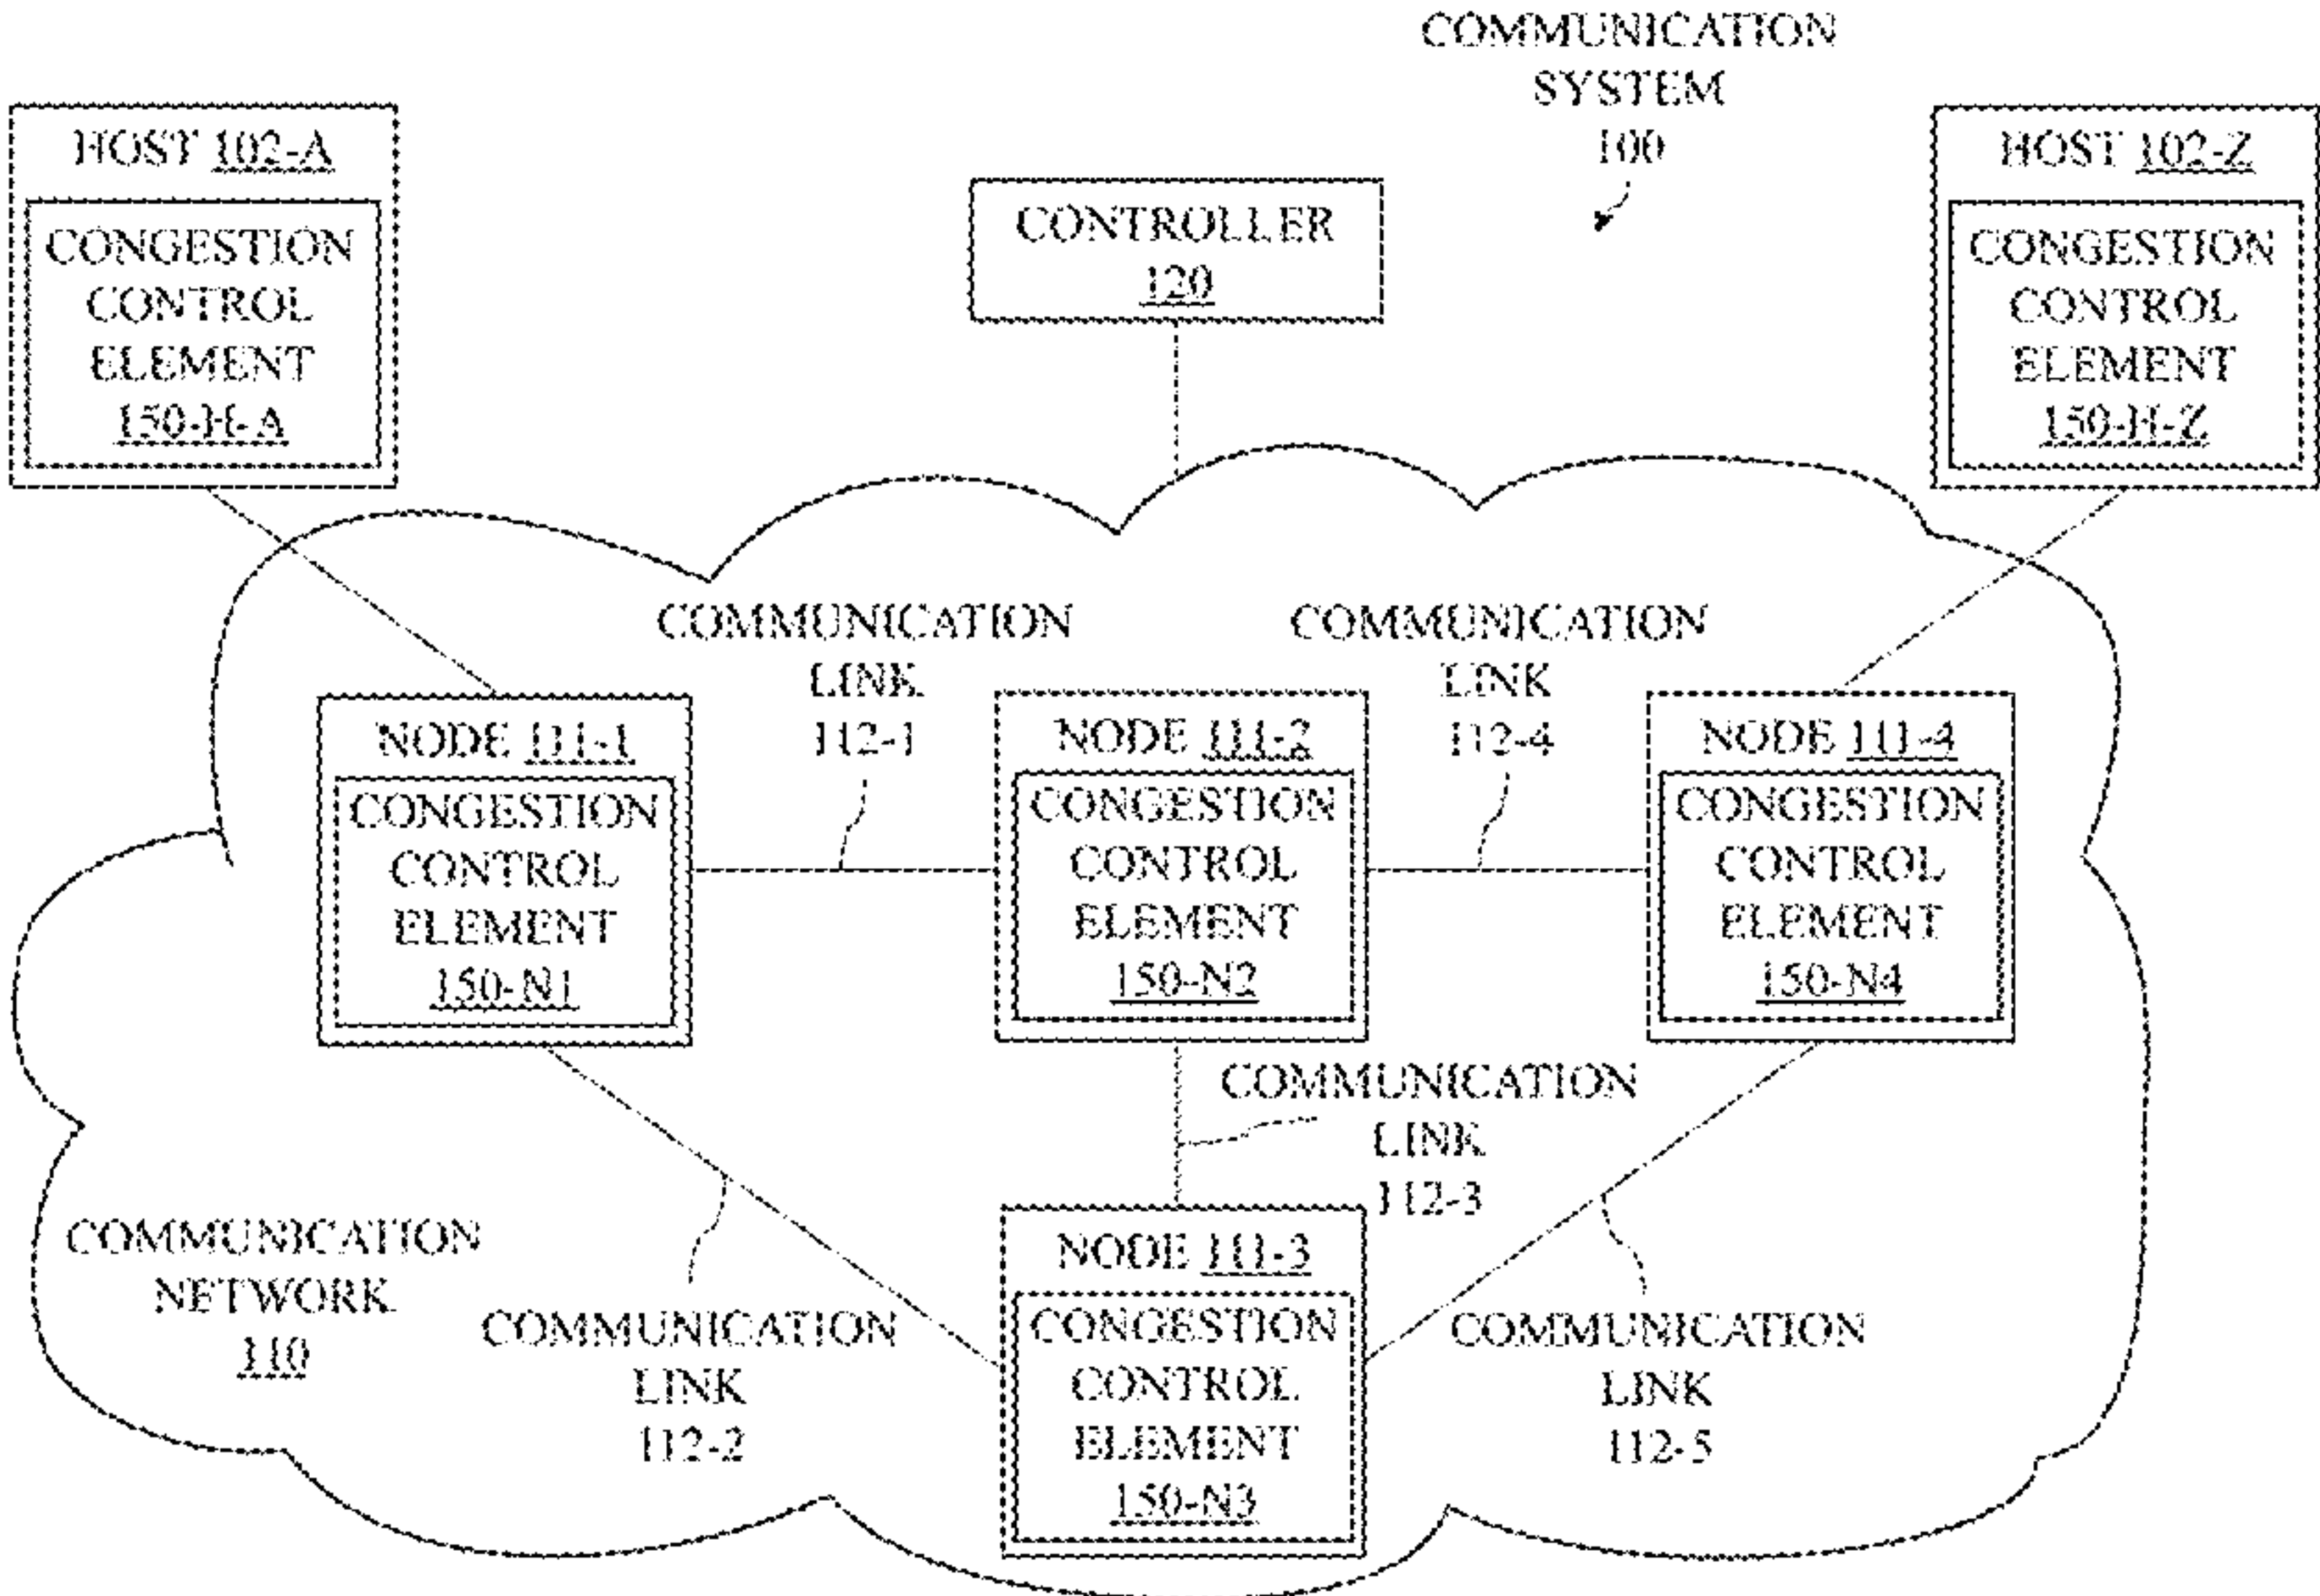 COMMUNICATION
SYSTEM
100
HOST 102-A
CONGESTION
CONTROL
ELEMENT
150-H-A
CONTROLLER
120
HOST 102-Z
CONGESTION
CONTROL
ELEMENT
150-H-Z
COMMUNICATION
LINK
112-1
COMMUNICATION
LINK
112-4
NODE 111-1
CONGESTION
CONTROL
ELEMENT
150-N1
NODE 111-2
CONGESTION
CONTROL
ELEMENT
150-N2
NODE 111-4
CONGESTION
CONTROL
ELEMENT
150-N4
COMMUNICATION
LINK
112-3
COMMUNICATION
NETWORK
110
COMMUNICATION
LINK
112-2
NODE 111-3
CONGESTION
CONTROL
ELEMENT
150-N3
COMMUNICATION
LINK
112-5